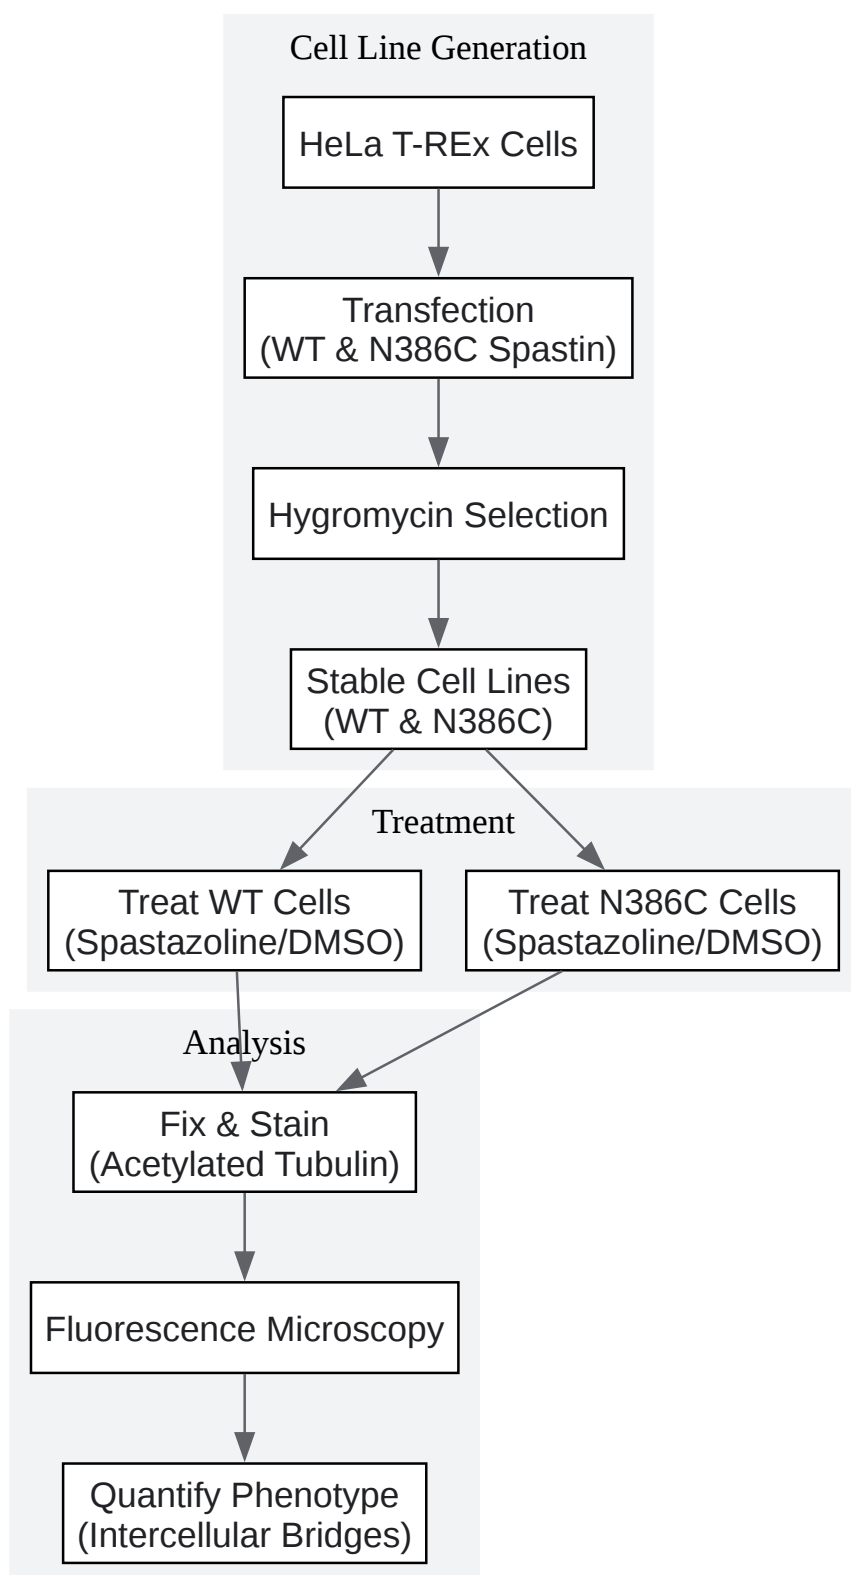 Cell Line Generation
HeLa T-REx Cells
Transfection
(WT & N386C Spastin)
Hygromycin Selection
Stable Cell Lines
(WT & N386C)
Treatment
Treat WT Cells
(Spastazoline/DMSO)
Treat N386C Cells
(Spastazoline/DMSO)
Analysis
Fix & Stain
(Acetylated Tubulin)
Fluorescence Microscopy
Quantify Phenotype
(Intercellular Bridges)